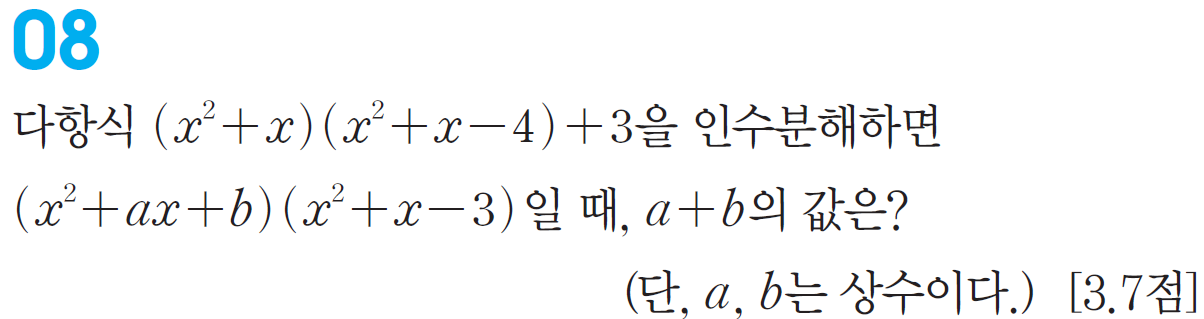 08
다항식 (x²+x)(x²+x-4)+3을 인수분해하면
(x²+ax+b)(x²+x-3)일 때, a+b의 값은?
(단, a, b는 상수이다.) [3.7점]